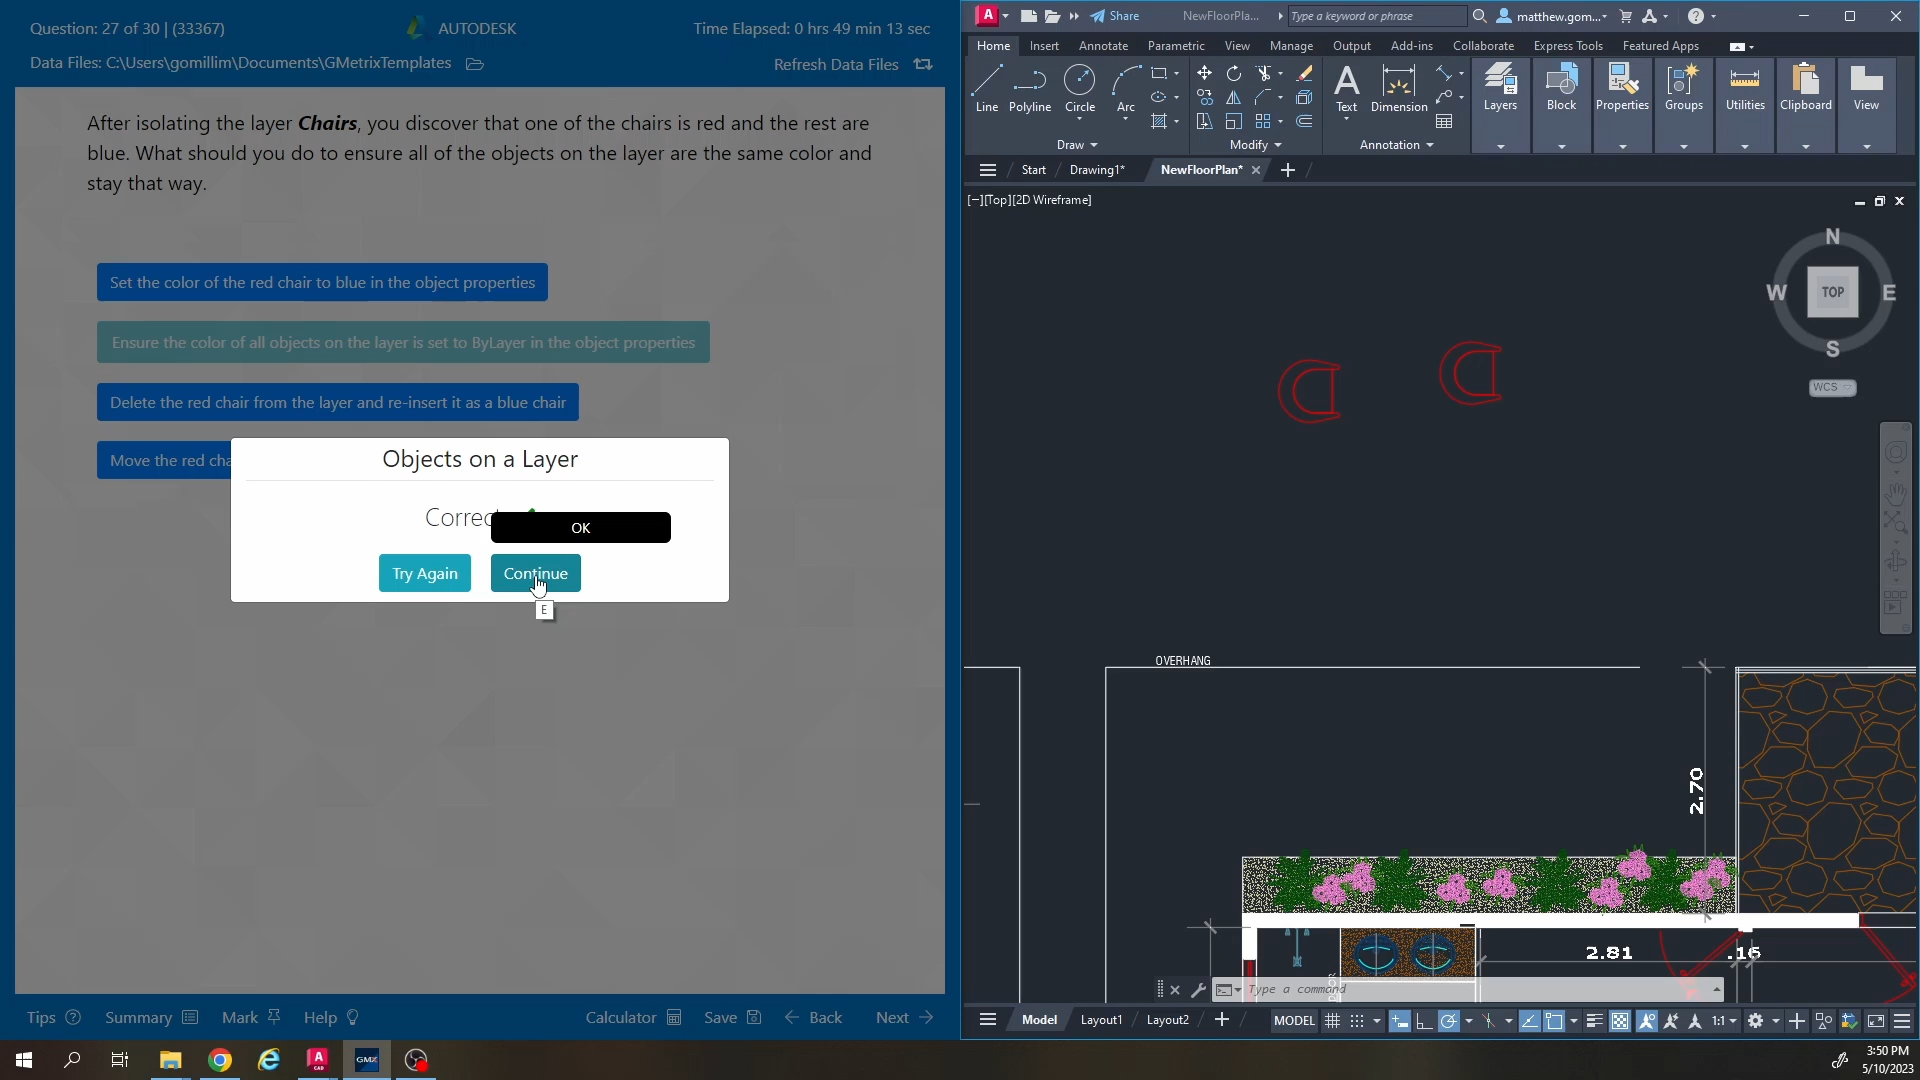 Question: 27 of 30 | (33367)
AUTODESK
Time Elapsed: 0 hrs 49 min 13 sec
Data Files: C:\Users\gomillim\Documents\GMetrixTemplates
Refresh Data Files
After isolating the layer Chairs, you discover that one of the chairs is red and the rest are
blue. What should you do to ensure all of the objects on the layer are the same color and
stay that way.
Set the color of the red chair to blue in the object properties
Ensure the color of all objects on the layer is set to ByLayer in the object properties
Delete the red chair from the layer and re-insert it as a blue chair
Move the red cha
Objects on a Layer
Correct
OK
Try Again
Continue
E
Tips
Summary
Mark
Help
Calculator
Save
Back
Next
A
Share
NewFloorPla...
Type a keyword or phrase
matthew.gom...
Home Insert Annotate Parametric View Manage Output Add-ins Collaborate Express Tools Featured Apps
Line
Polyline
Circle
Arc
Text
Dimension
Layers
Block
Properties
Groups
Utilities
Clipboard
View
Draw
Modify
Annotation
Start
Drawing1*
NewFloorPlan*
[−][Top][2D Wireframe]
N
W
TOP
E
S
WCS
OVERHANG
2.70
2.81
.16
Type a command
Model
Layout1
Layout2
MODEL
1:1
A
CAD
GMX
3:50 PM
5/10/2023